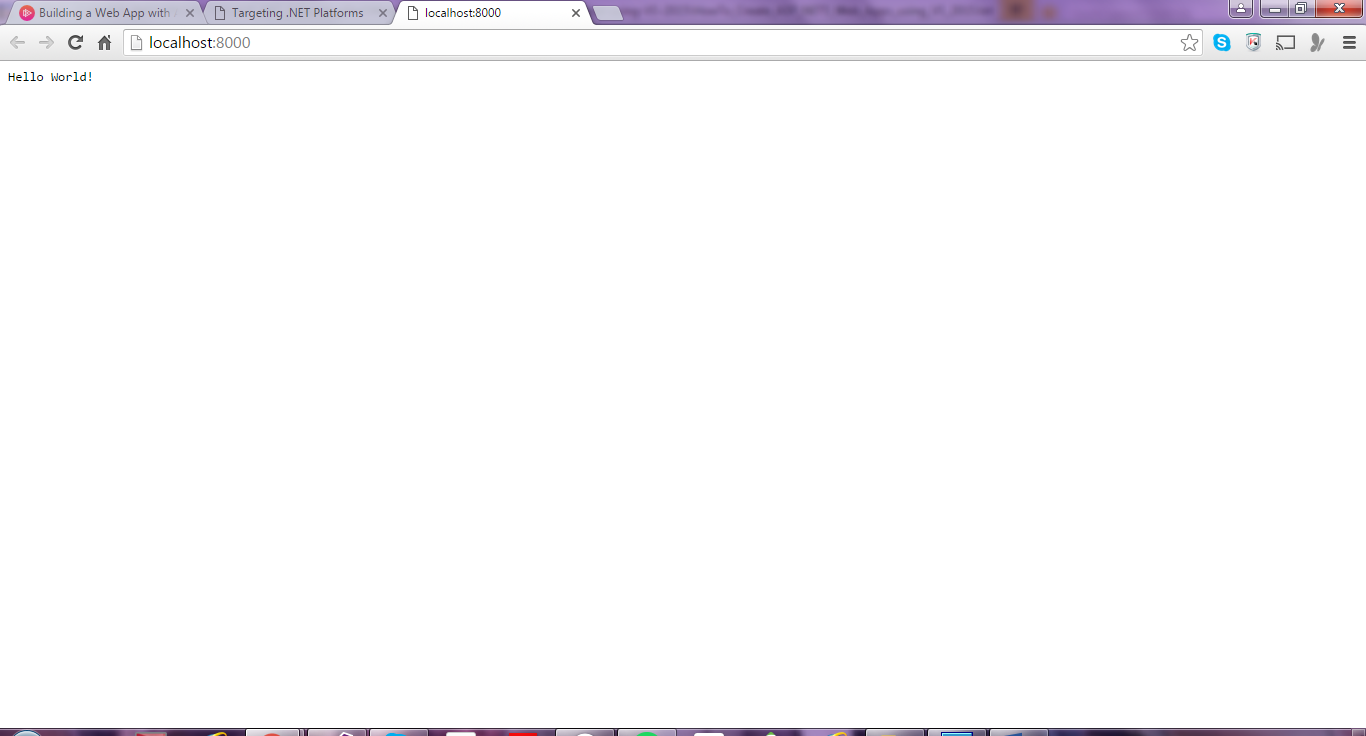 Building a Web App with
Targeting .NET Platforms
localhost:8000
localhost:8000
Hello World!